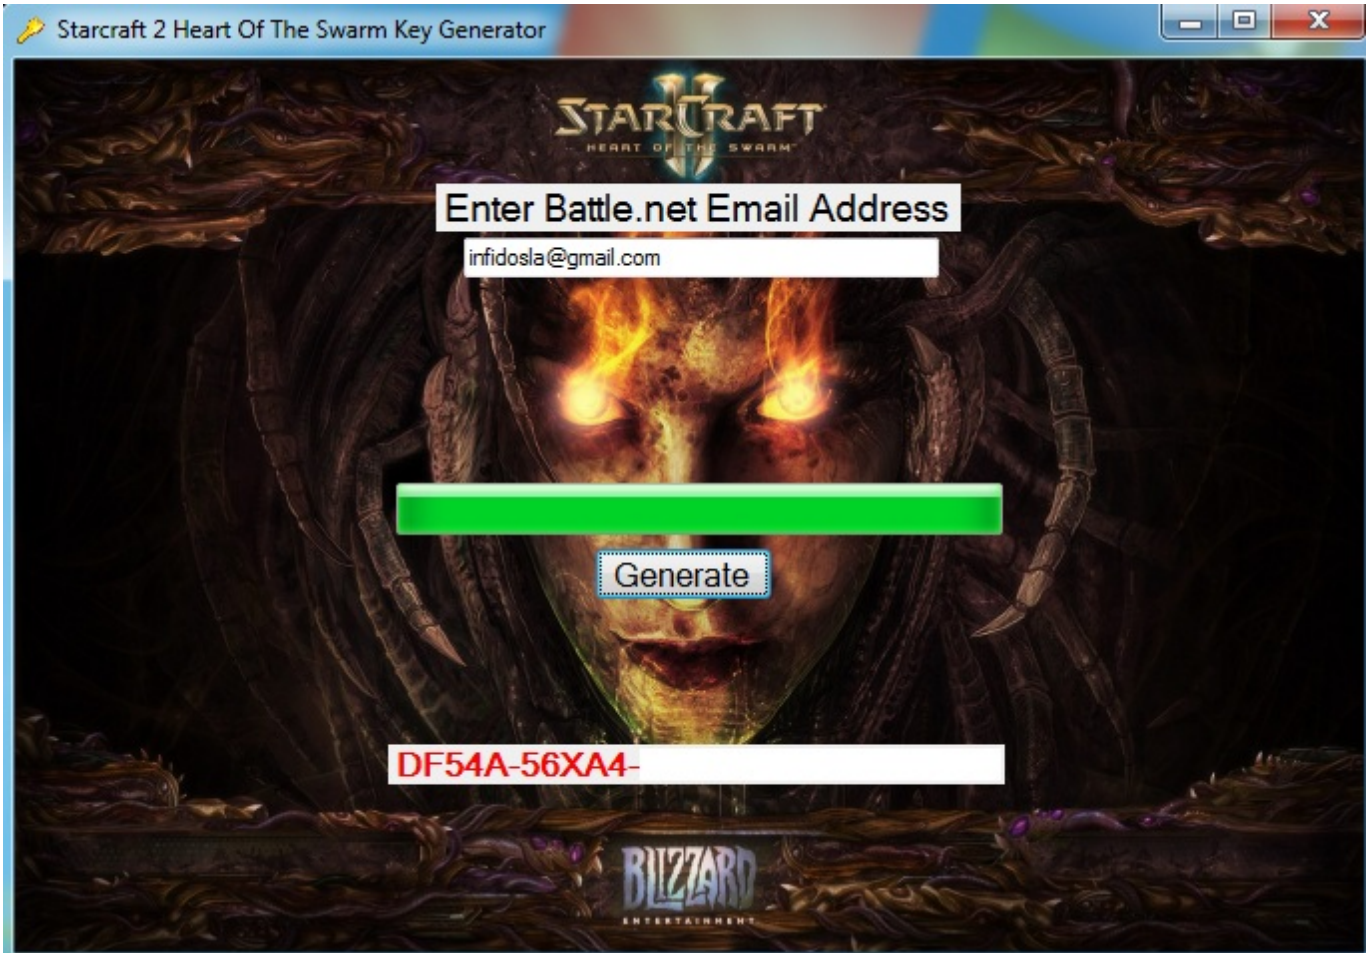 Starcraft 2 Heart Of The Swarm Key Generator
II
STARCRAFT
HEART OF THE SWARM
Enter Battle.net Email Address
infidosla@gmail.com
Generate
DF54A-56XA4-
BLIZZARD
ENTERTAINMENT